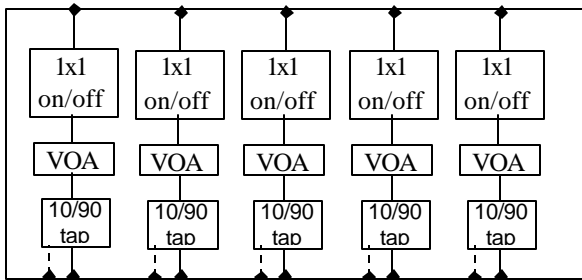 1x1 1x1 1x1 1x1 1x1
on/off on/off on/off on/off on/off
VOA VOA VOA VOA VOA
10/90 10/90 10/90 10/90 10/90
tap tap tap tap tap